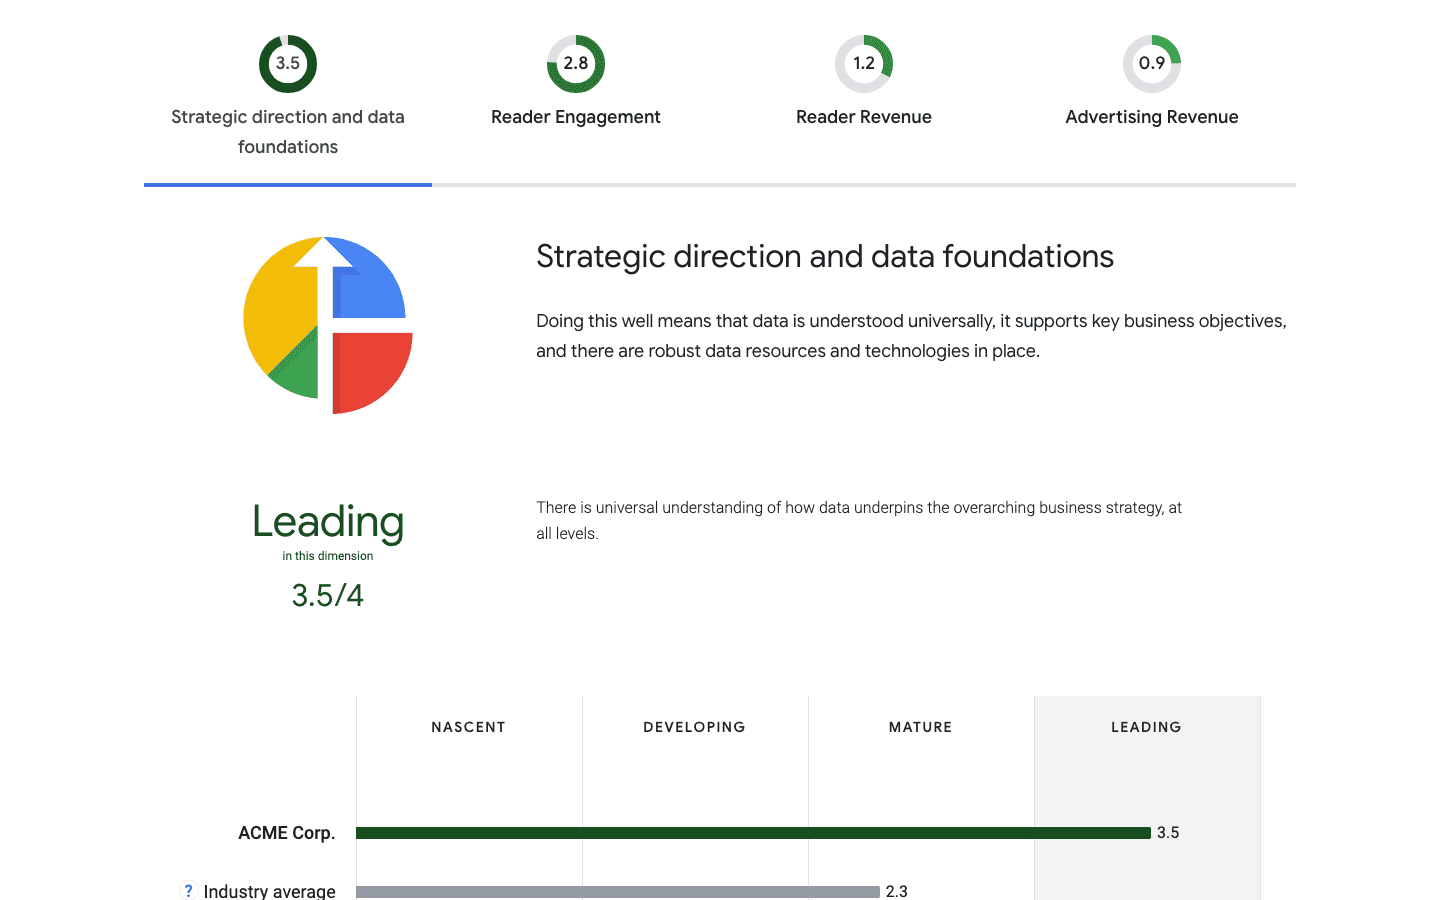 3.5
2.8
1.2
0.9
Strategic direction and data
foundations
Reader Engagement
Reader Revenue
Advertising Revenue
Strategic direction and data foundations
Doing this well means that data is understood universally, it supports key business objectives,
and there are robust data resources and technologies in place.
Leading
in this dimension
3.5/4
There is universal understanding of how data underpins the overarching business strategy, at
all levels.
NASCENT
DEVELOPING
MATURE
LEADING
ACME Corp.
3.5
? Industry average
2.3